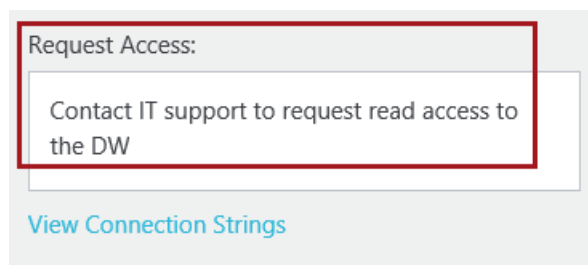 Request Access:
Contact IT support to request read access to
the DW
View Connection Strings